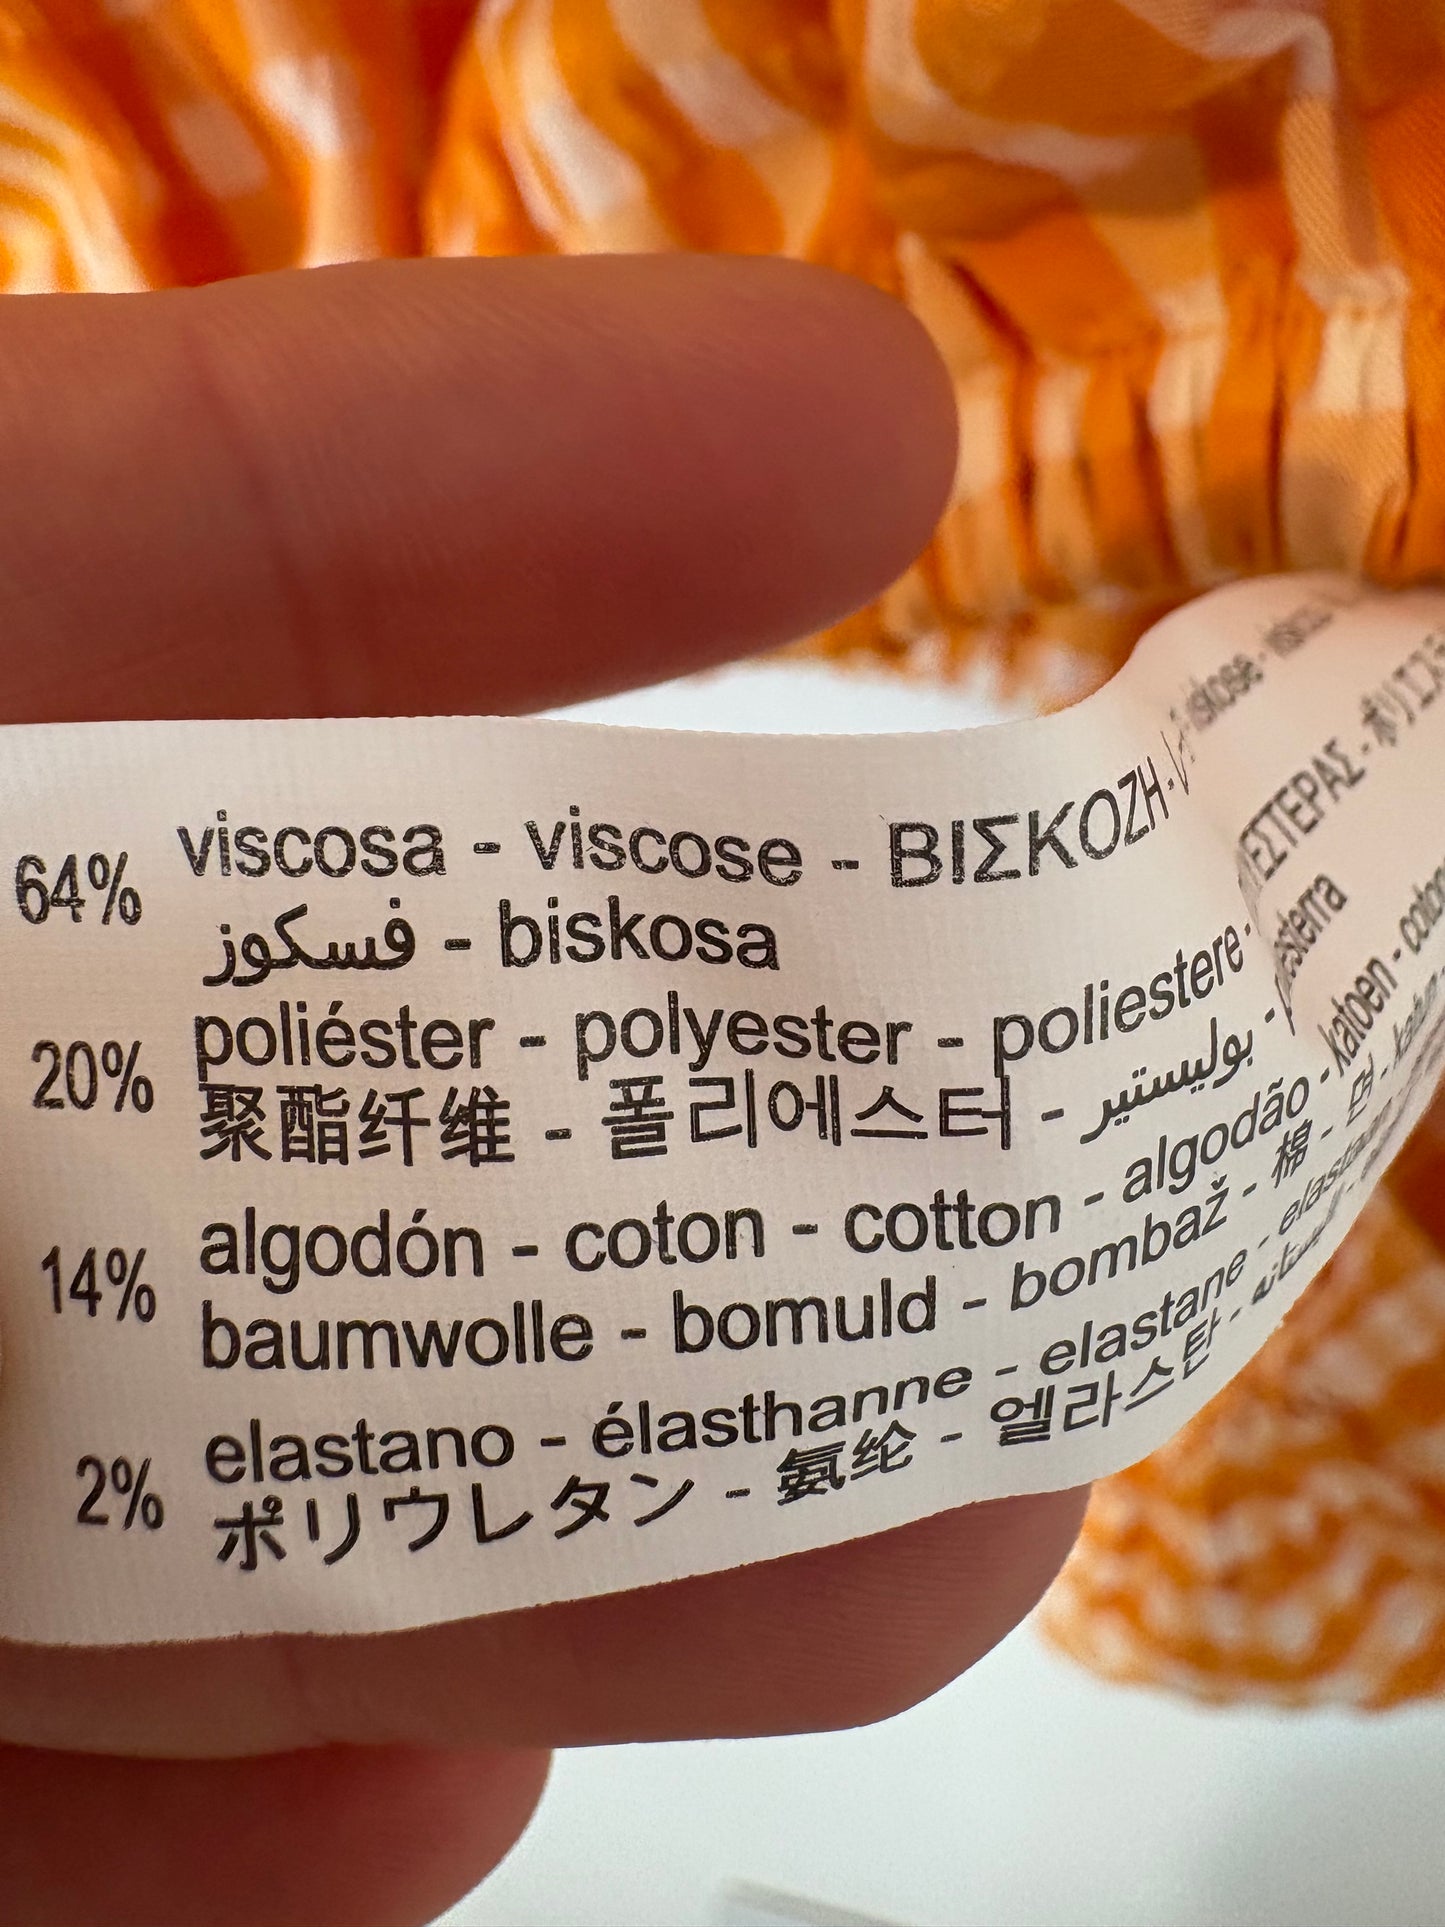 64% viscosa - viscose - ΒΙΣΚΟΖΗ - viskose -
فسكوز - biskosa
20% poliéster - polyester - poliestere -
聚酯纤维 - 폴리에스터 - بوليستير -
14% algodón - coton - cotton - algodão - katoen -
baumwolle - bomuld - bombaž - 棉 - 면 -
2% elastano - élasthanne - elastane -
ポリウレタン - 氨纶 - 엘라스탄 -